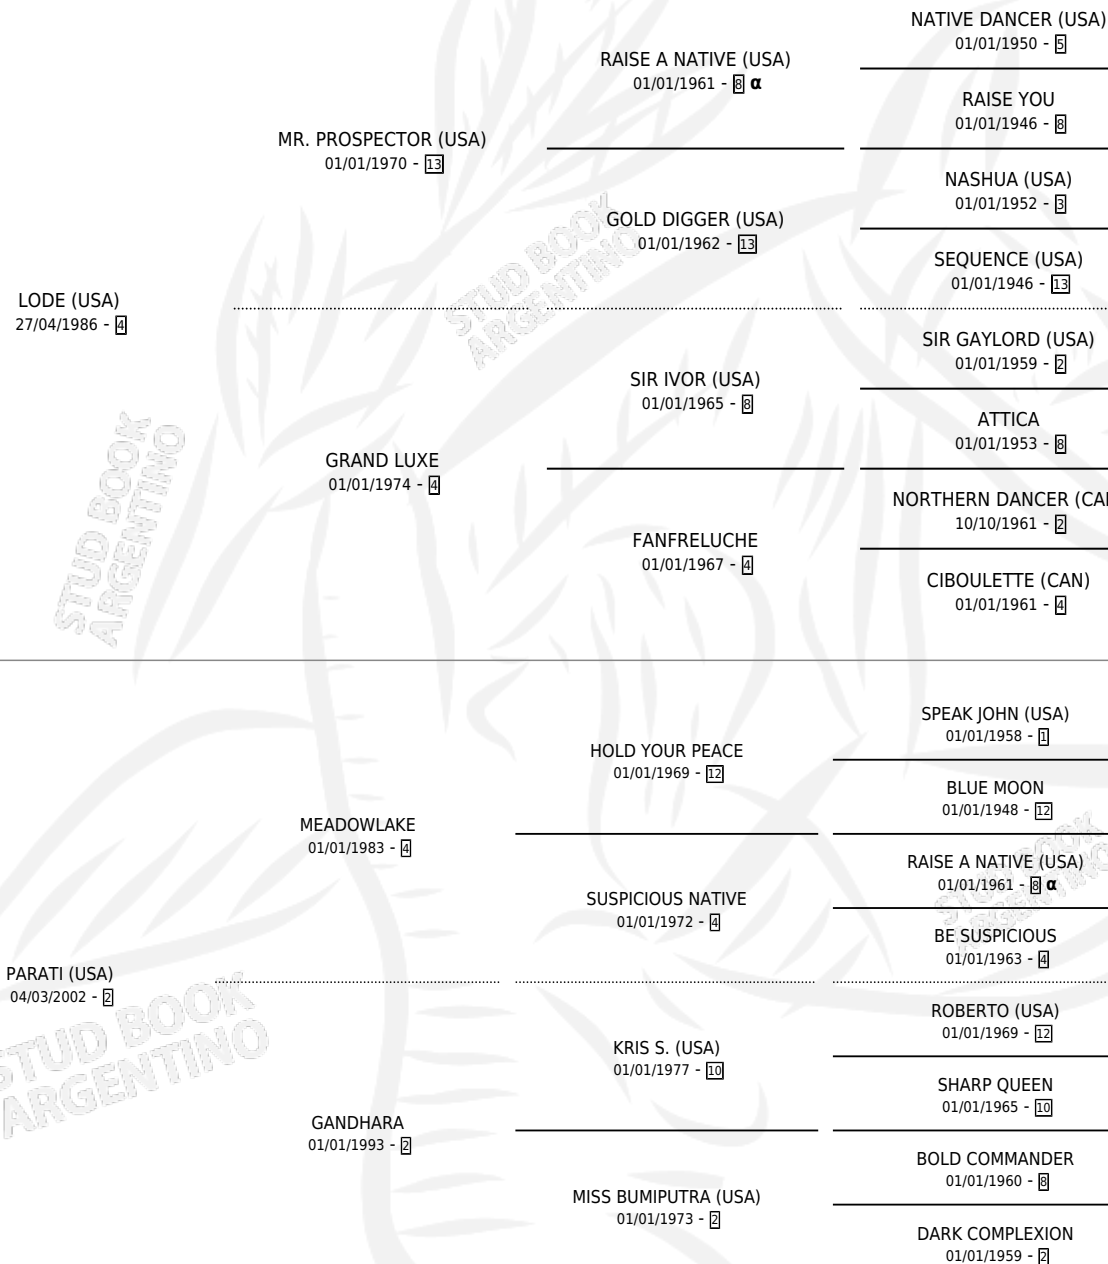 NATIVE DANCER (USA)
01/01/1950 - 5
RAISE A NATIVE (USA)
01/01/1961 - 8 α
RAISE YOU
01/01/1946 - 8
MR. PROSPECTOR (USA)
01/01/1970 - 13
NASHUA (USA)
01/01/1952 - 3
GOLD DIGGER (USA)
01/01/1962 - 13
SEQUENCE (USA)
01/01/1946 - 13
STUD BOOK
ARGENTINO
LODE (USA)
27/04/1986 - 4
SIR GAYLORD (USA)
01/01/1959 - 2
SIR IVOR (USA)
01/01/1965 - 8
ATTICA
01/01/1953 - 8
GRAND LUXE
01/01/1974 - 4
NORTHERN DANCER (CAN
10/10/1961 - 2
FANFRELUCHE
01/01/1967 - 4
CIBOULETTE (CAN)
01/01/1961 - 4
STUD BOOK
ARGENTINO
SPEAK JOHN (USA)
01/01/1958 - 1
HOLD YOUR PEACE
01/01/1969 - 12
BLUE MOON
01/01/1948 - 12
MEADOWLAKE
01/01/1983 - 4
RAISE A NATIVE (USA)
01/01/1961 - 8 α
SUSPICIOUS NATIVE
01/01/1972 - 4
BE SUSPICIOUS
01/01/1963 - 4
STUD BOOK
ARGENTINO
PARATI (USA)
04/03/2002 - 2
ROBERTO (USA)
01/01/1969 - 12
KRIS S. (USA)
01/01/1977 - 10
SHARP QUEEN
01/01/1965 - 10
GANDHARA
01/01/1993 - 2
BOLD COMMANDER
01/01/1960 - 8
MISS BUMIPUTRA (USA)
01/01/1973 - 2
DARK COMPLEXION
01/01/1959 - 2
STUD BOOK
ARGENTINO